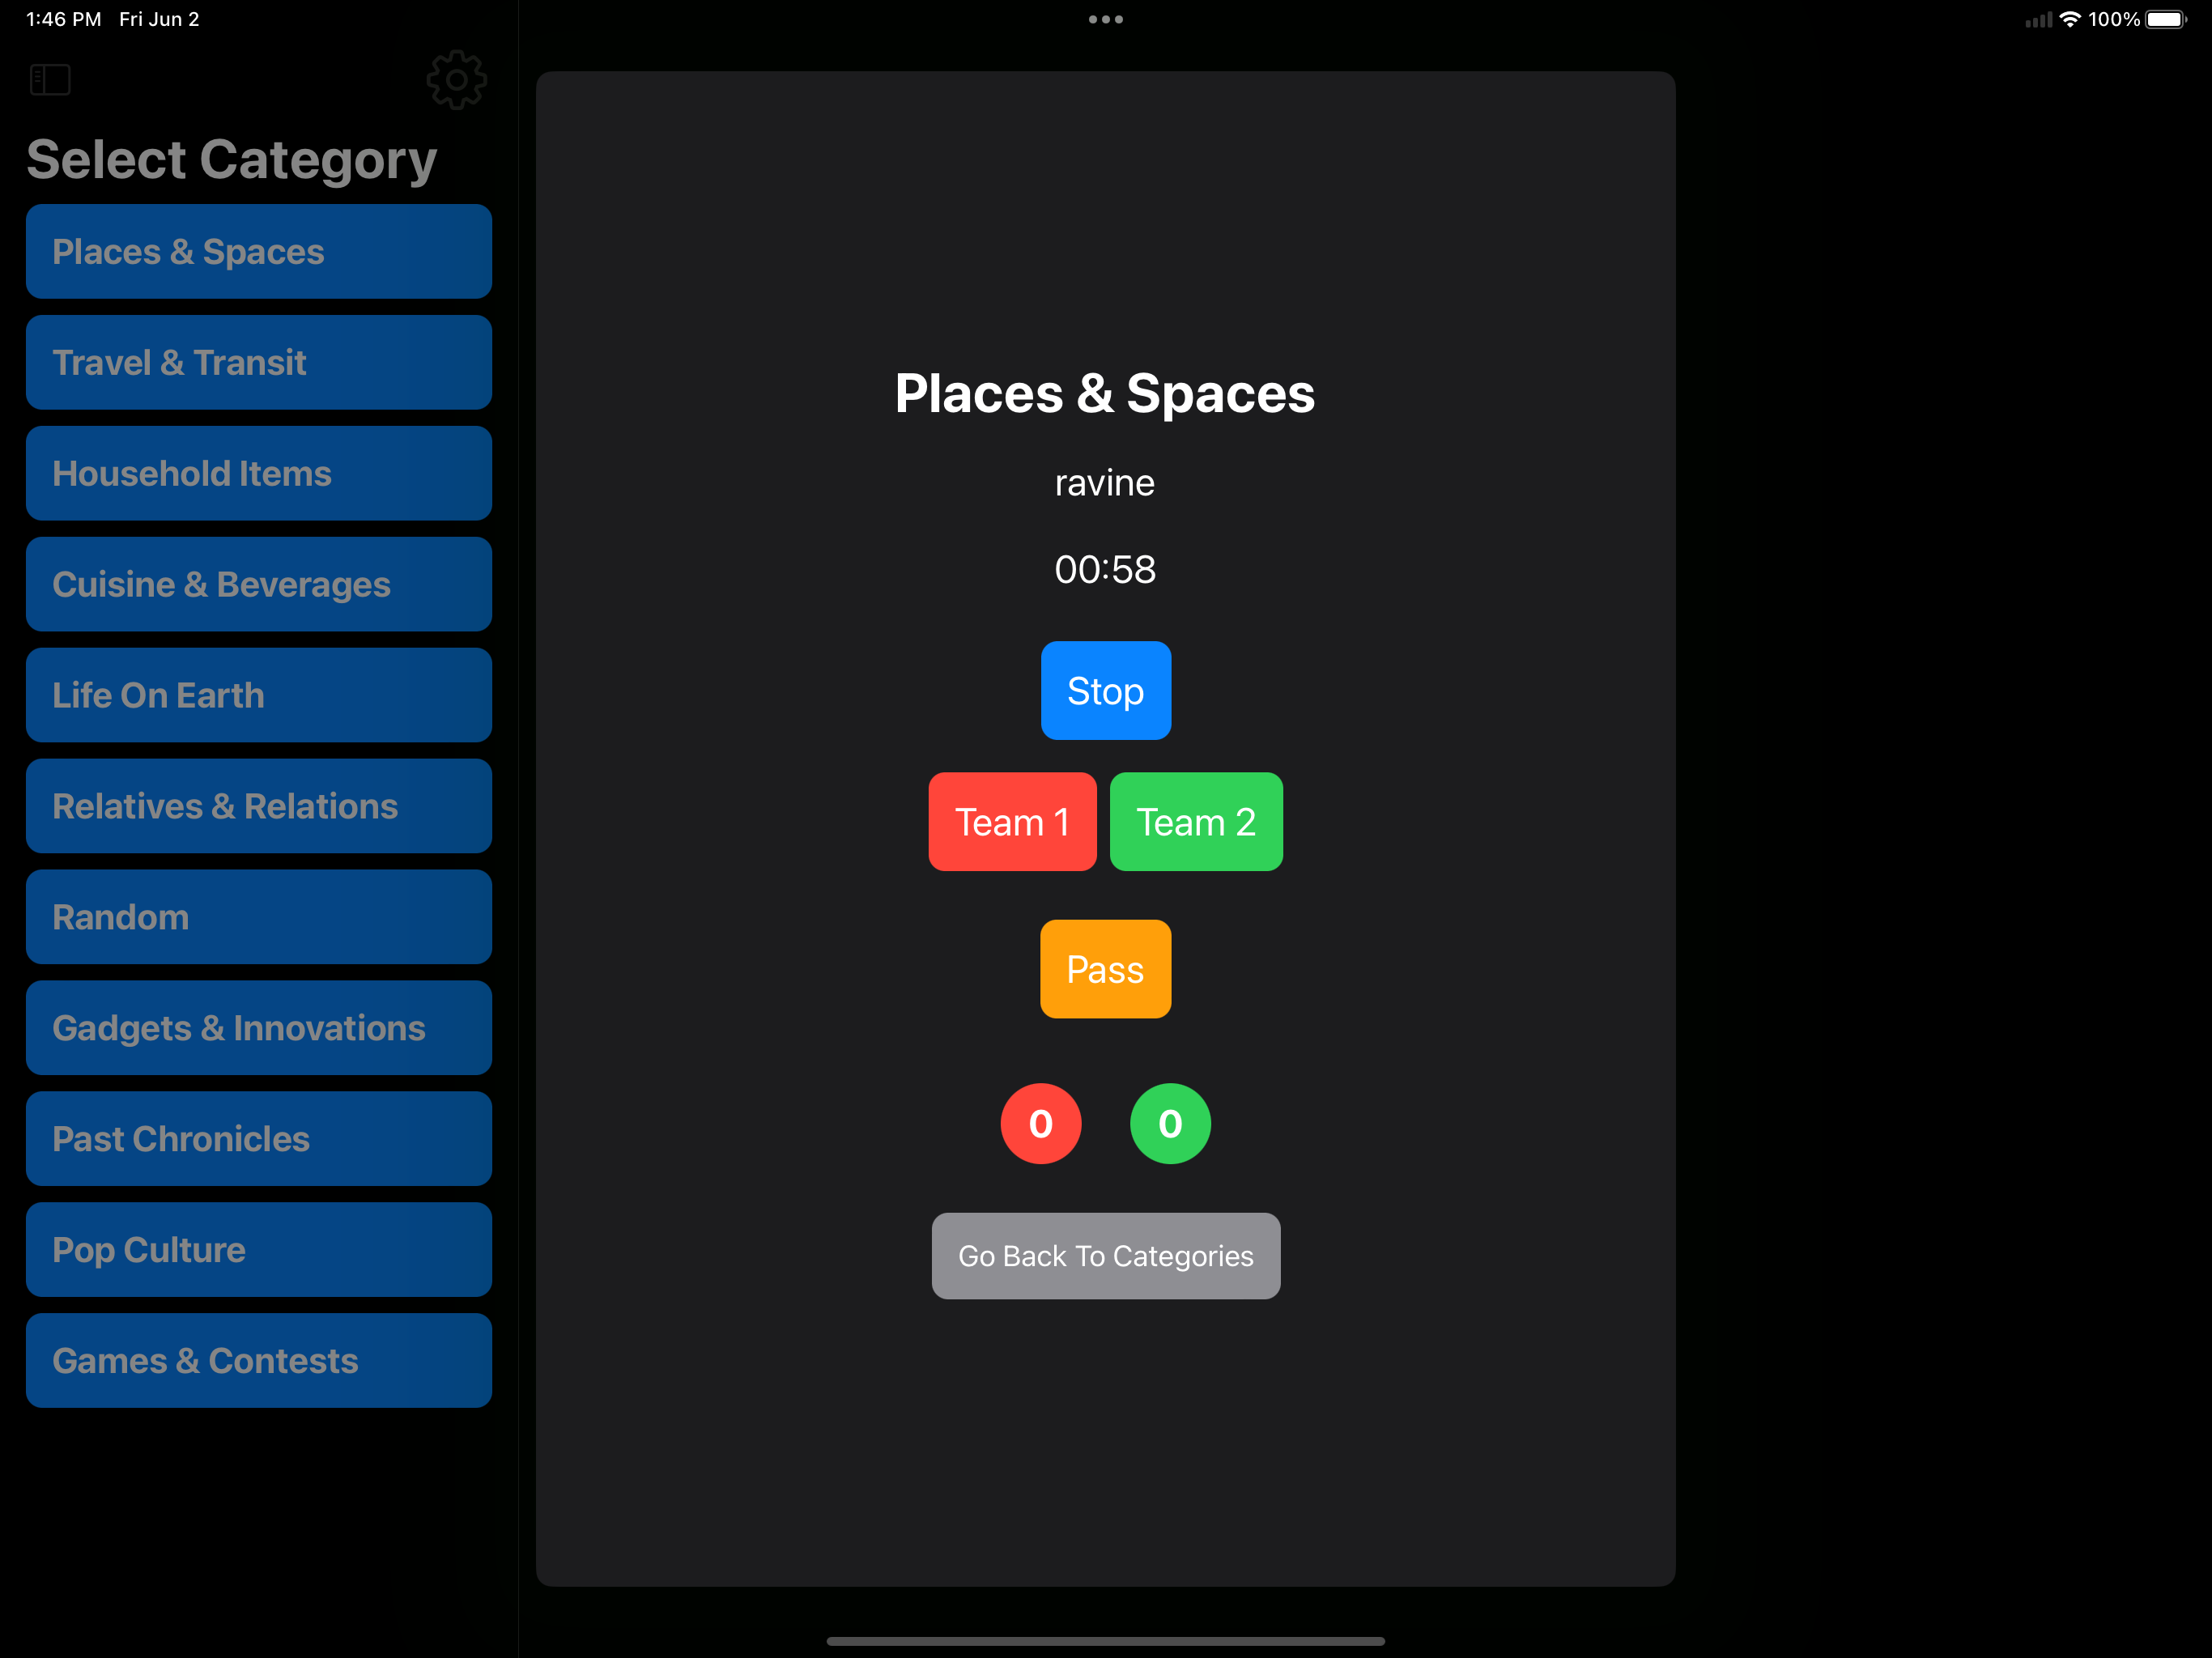 1:46 PM Fri Jun 2
100%
Select Category
Places & Spaces
Travel & Transit
Household Items
Cuisine & Beverages
Life On Earth
Relatives & Relations
Random
Gadgets & Innovations
Past Chronicles
Pop Culture
Games & Contests
Places & Spaces
ravine
00:58
Stop
Team 1 Team 2
Pass
0 0
Go Back To Categories